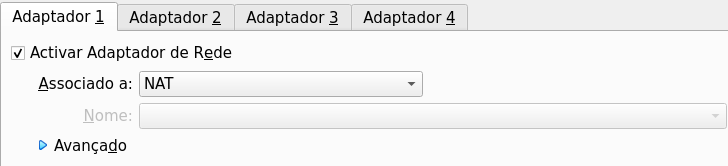 Adaptador 1 Adaptador 2 Adaptador 3 Adaptador 4
Activar Adaptador de Rede
Associado a: NAT
Nome:
Avançado